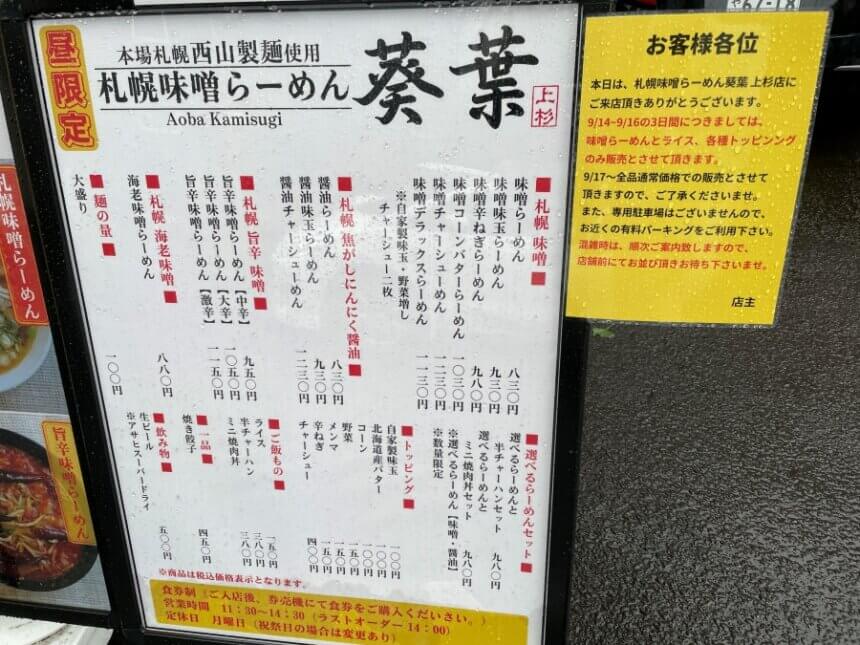 昼限定
本場札幌西山製麺使用
札幌味噌らーめん
Aoba Kamisugi
葵葉
上杉
■札幌 味噌■
味噌らーめん 八三〇円
味噌味玉らーめん 九三〇円
味噌辛ねぎらーめん 九八〇円
味噌コーンバターらーめん 一〇三〇円
味噌チャーシューめん 一二三〇円
味噌デラックスらーめん 一一三〇円
※自家製味玉・野菜増し
チャーシュー二枚
■札幌 焦がしにんにく醤油■
醤油らーめん 八三〇円
醤油味玉らーめん 九三〇円
醤油チャーシューめん 一二三〇円
■札幌 旨辛 味噌■
旨辛味噌らーめん【中辛】 九五〇円
旨辛味噌らーめん【大辛】 一〇五〇円
旨辛味噌らーめん【激辛】 一一五〇円
■札幌 海老味噌■
海老味噌らーめん 八八〇円
■麺の量■
大盛り 一〇〇円
■選べるらーめんセット■
選べるらーめんと
半チャーハンセット 九八〇円
選べるらーめんと
ミニ焼肉丼セット 九八〇円
※選べるらーめん【味噌・醤油】
※数量限定
■トッピング■
自家製味玉 一〇〇円
北海道産バター 一〇〇円
コーン 一〇〇円
野菜 一五〇円
メンマ 一五〇円
辛ねぎ 一五〇円
チャーシュー 四〇〇円
■ご飯もの■
ライス 一五〇円
半チャーハン 三八〇円
ミニ焼肉丼 三八〇円
■一品■
焼き餃子 四五〇円
■飲み物■
生ビール 五〇〇円
※アサヒスーパードライ
※商品は税込価格表示となります。
食券制（ご入店後、券売機にて食券をご購入くだいさい。）
営業時間 11:30~14:30（ラストオーダー14:00）
定休日 月曜日（祝祭日の場合は変更あり）
お客様各位
本日は、札幌味噌らーめん葵葉 上杉店に
ご来店頂きありがとうございます。
9/14~9/16の3日間につきましては、
味噌らーめんとライス、各種トッピンング
のみ販売とさせて頂きます。
9/17～全品通常価格での販売とさせて
頂きますので、ご了承くださいませ。
また、専用駐車場はございませんので、
お近くの有料パーキングをご利用下さい。
混雑時は、順次ご案内致しますので、
店舗前にてお並び頂きお待ち下さいませ。
店主
札幌味噌らーめん
旨辛味噌らーめん